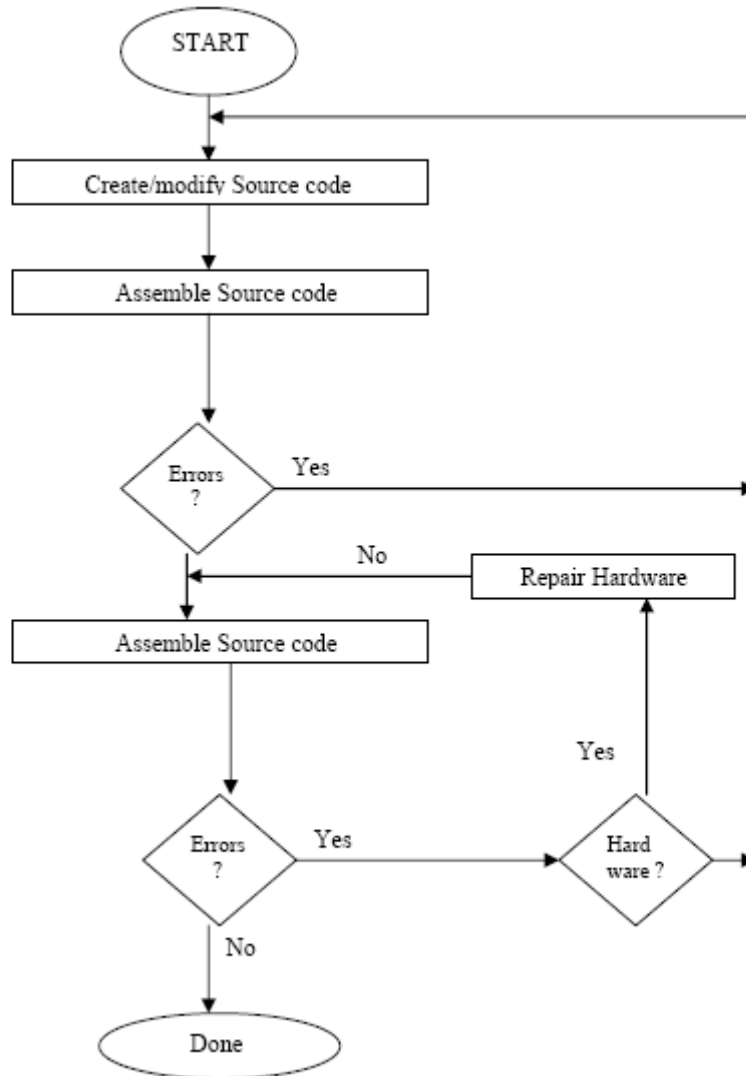 START
Create/modify Source code
Assemble Source code
Errors
?
Yes
No
Repair Hardware
Assemble Source code
Yes
Errors
?
Yes
Hard
ware ?
No
Done